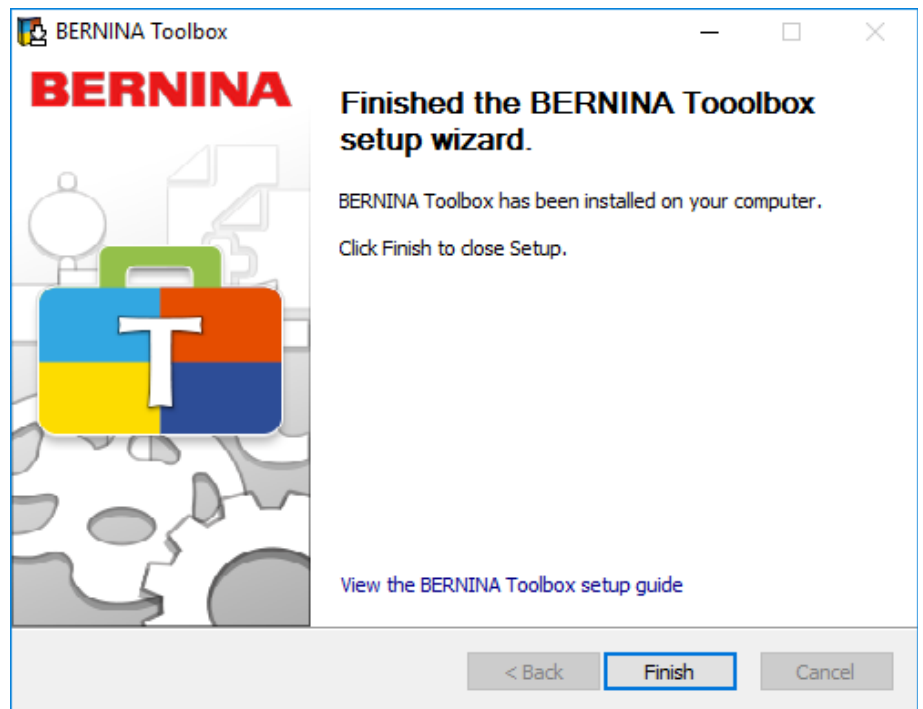 BERNINA Toolbox
BERNINA
Finished the BERNINA Tooolbox
setup wizard.
BERNINA Toolbox has been installed on your computer.
Click Finish to close Setup.
T
View the BERNINA Toolbox setup guide
< Back
Finish
Cancel